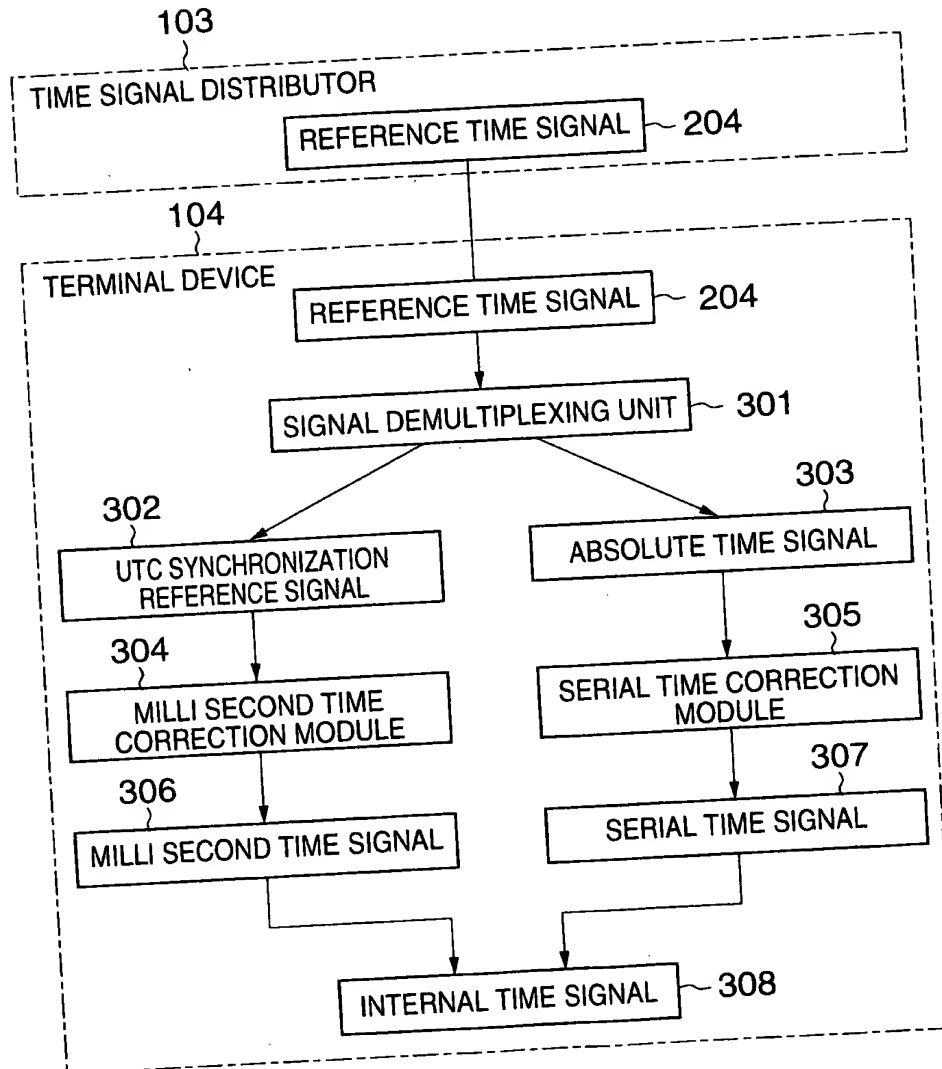 103
TIME SIGNAL DISTRIBUTOR
REFERENCE TIME SIGNAL
204
104
TERMINAL DEVICE
REFERENCE TIME SIGNAL
204
SIGNAL DEMULTIPLEXING UNIT
301
302
303
UTC SYNCHRONIZATION
REFERENCE SIGNAL
ABSOLUTE TIME SIGNAL
304
305
MILLI SECOND TIME
CORRECTION MODULE
SERIAL TIME CORRECTION
MODULE
306
307
MILLI SECOND TIME SIGNAL
SERIAL TIME SIGNAL
INTERNAL TIME SIGNAL
308